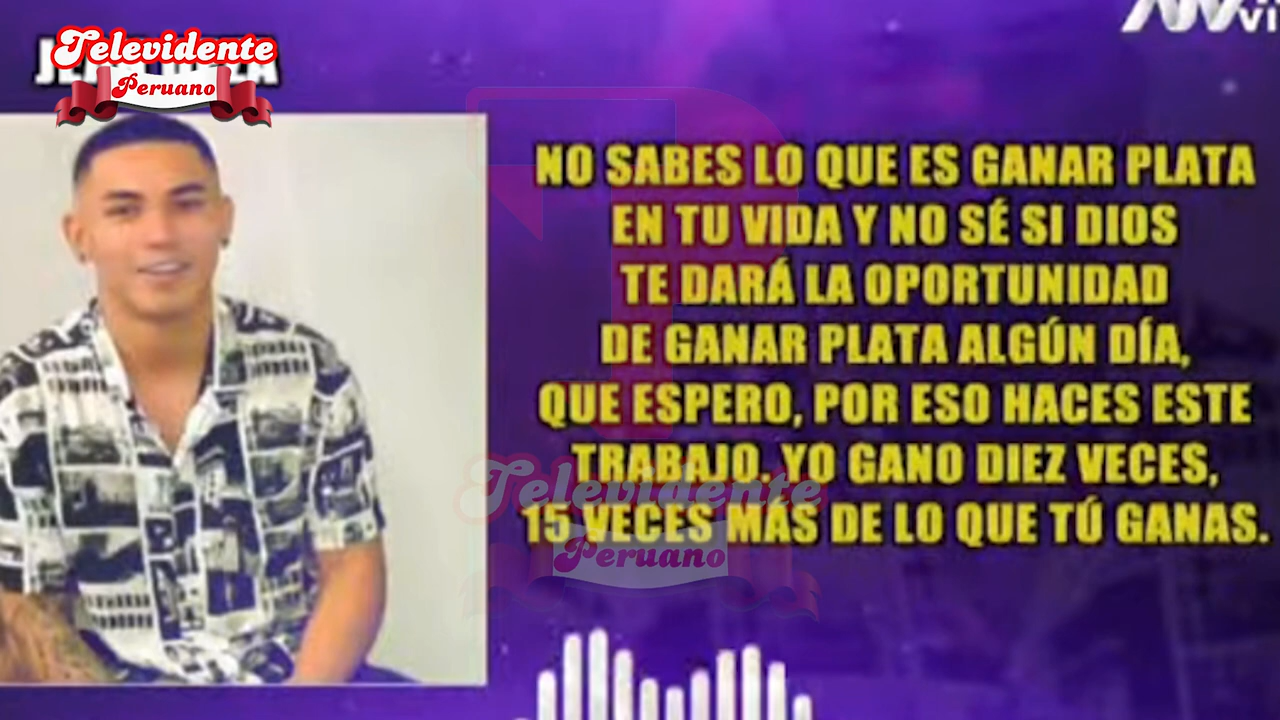 Televidente
Peruano
ATV
VI
NO SABES LO QUE ES GANAR PLATA
EN TU VIDA Y NO SÉ SI DIOS
TE DARÁ LA OPORTUNIDAD
DE GANAR PLATA ALGÚN DÍA,
QUE ESPERO, POR ESO HACES ESTE
TRABAJO. YO GANO DIEZ VECES,
15 VECES MÁS DE LO QUE TÚ GANAS.
Televidente
Peruano